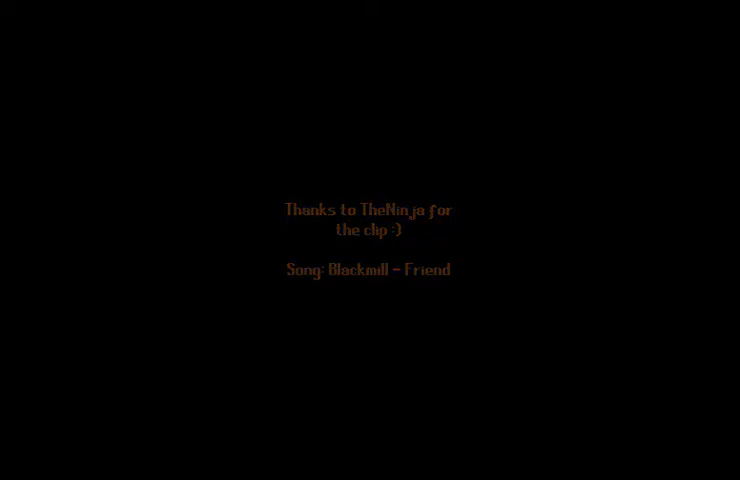 Thanks to TheNinja for
the clip :)
Song: Blackmill - Friend